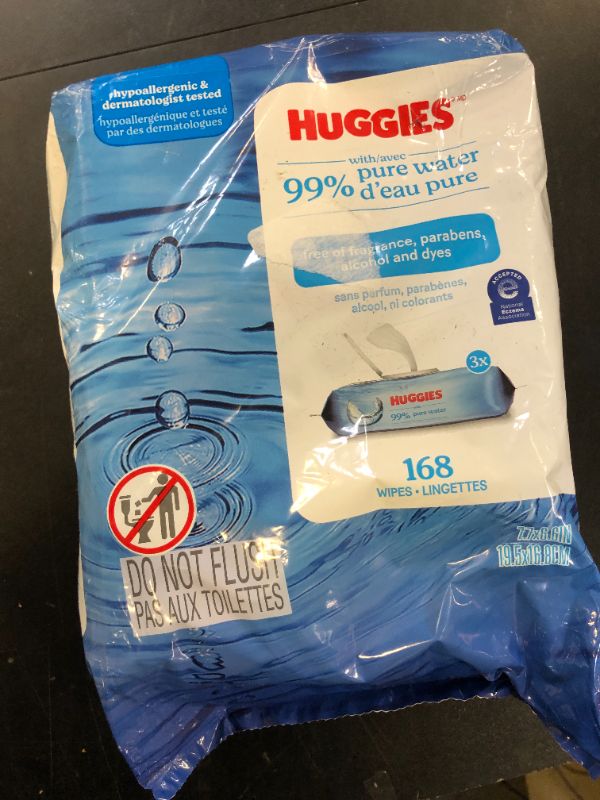 hypoallergenic &
dermatologist tested
hypoallergénique et testé
par des dermatologues
HUGGIES MD
with/avec
99% pure water
d'eau pure
free of fragrance, parabens,
alcohol and dyes
sans parfum, parabènes,
alcool, ni colorants
ACCEPTED
National
Eczema
Association
3x
HUGGIES
99% pure water
168
WIPES • LINGETTES
7.7x6.6IN
19.5x16.8CM
DO NOT FLUSH
PAS AUX TOILETTES